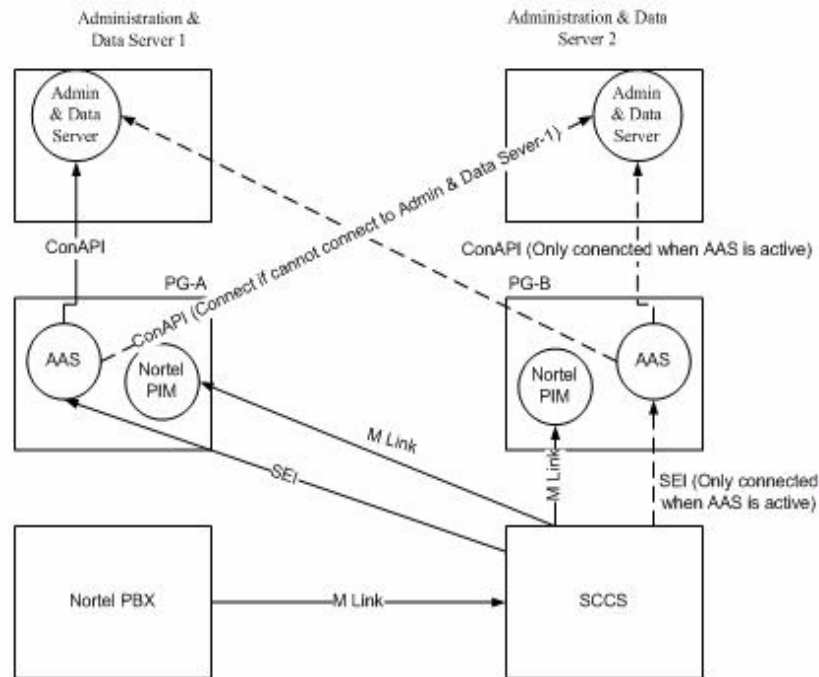 Administration &
Data Server 1
Administration & Data
Server 2
Admin
& Data
Server
Admin
& Data
Server
ConAPI
ConAPI (Connect if cannot connect to Admin & Data Sever-1)
ConAPI (Only conencted when AAS is active)
PG-A
PG-B
AAS
Nortel
PIM
Nortel
PIM
AAS
M Link
SEI
M Link
SEI (Only connected
when AAS is active)
Nortel PBX
M Link
SCCS